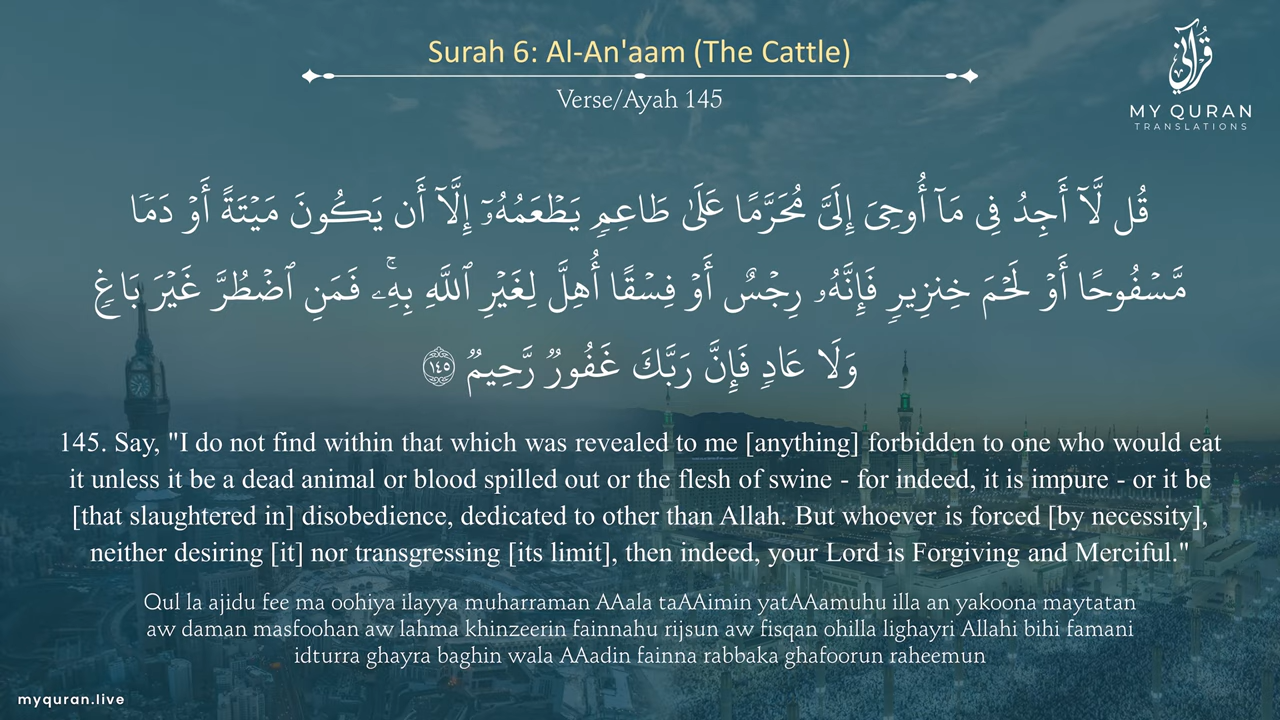 Surah 6: Al-An'aam (The Cattle)
Verse/Ayah 145
قرآني
MY QURAN
TRANSLATIONS
قُل لَّآ أَجِدُ فِى مَآ أُوحِىَ إِلَىَّ مُحَرَّمًا عَلَىٰ طَاعِمٍ يَطْعَمُهُۥٓ إِلَّآ أَن يَكُونَ مَيْتَةً أَوْ دَمًا
مَّسْفُوحًا أَوْ لَحْمَ خِنزِيرٍ فَإِنَّهُۥ رِجْسٌ أَوْ فِسْقًا أُهِلَّ لِغَيْرِ ٱللَّهِ بِهِۦ ۚ فَمَنِ ٱضْطُرَّ غَيْرَ بَاغٍ
وَلَا عَادٍ فَإِنَّ رَبَّكَ غَفُورٌ رَّحِيمٌ ١٤٥
145. Say, "I do not find within that which was revealed to me [anything] forbidden to one who would eat
it unless it be a dead animal or blood spilled out or the flesh of swine - for indeed, it is impure - or it be
[that slaughtered in] disobedience, dedicated to other than Allah. But whoever is forced [by necessity],
neither desiring [it] nor transgressing [its limit], then indeed, your Lord is Forgiving and Merciful."
Qul la ajidu fee ma oohiya ilayya muharraman AAala taAAimin yatAAamuhu illa an yakoona maytatan
aw daman masfoohan aw lahma khinzeerin fainnahu rijsun aw fisqan ohilla lighayri Allahi bihi famani
idturra ghayra baghin wala AAadin fainna rabbaka ghafoorun raheemun
myquran.live